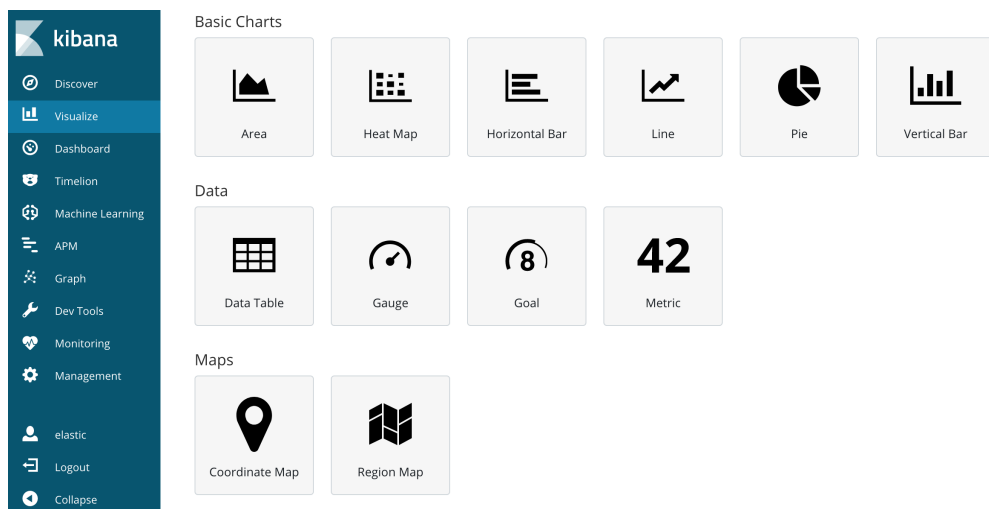 kibana
Discover
Visualize
Dashboard
Timelion
Machine Learning
APM
Graph
Dev Tools
Monitoring
Management
elastic
Logout
Collapse
Basic Charts
Area
Heat Map
Horizontal Bar
Line
Pie
Vertical Bar
Data
Data Table
Gauge
8
Goal
42
Metric
Maps
Coordinate Map
Region Map